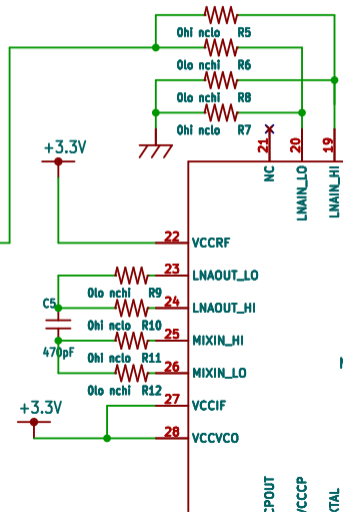 Ohi nclo R5
Olo nchi R6
Olo nchi R8
Ohi nclo R7
+3.3V
21
20
19
NC
LNAIN_LO
LNAIN_HI
22 VCCRF
23 LNAOUT_LO
Olo nchi R9
C5
24 LNAOUT_HI
Ohi nclo R10
25 MIXIN_HI
470pF
Ohi nclo R11
26 MIXIN_LO
Olo nchi R12
+3.3V
27 VCCIF
28 VCCVCO
CPOUT
VCCCP
XTAL